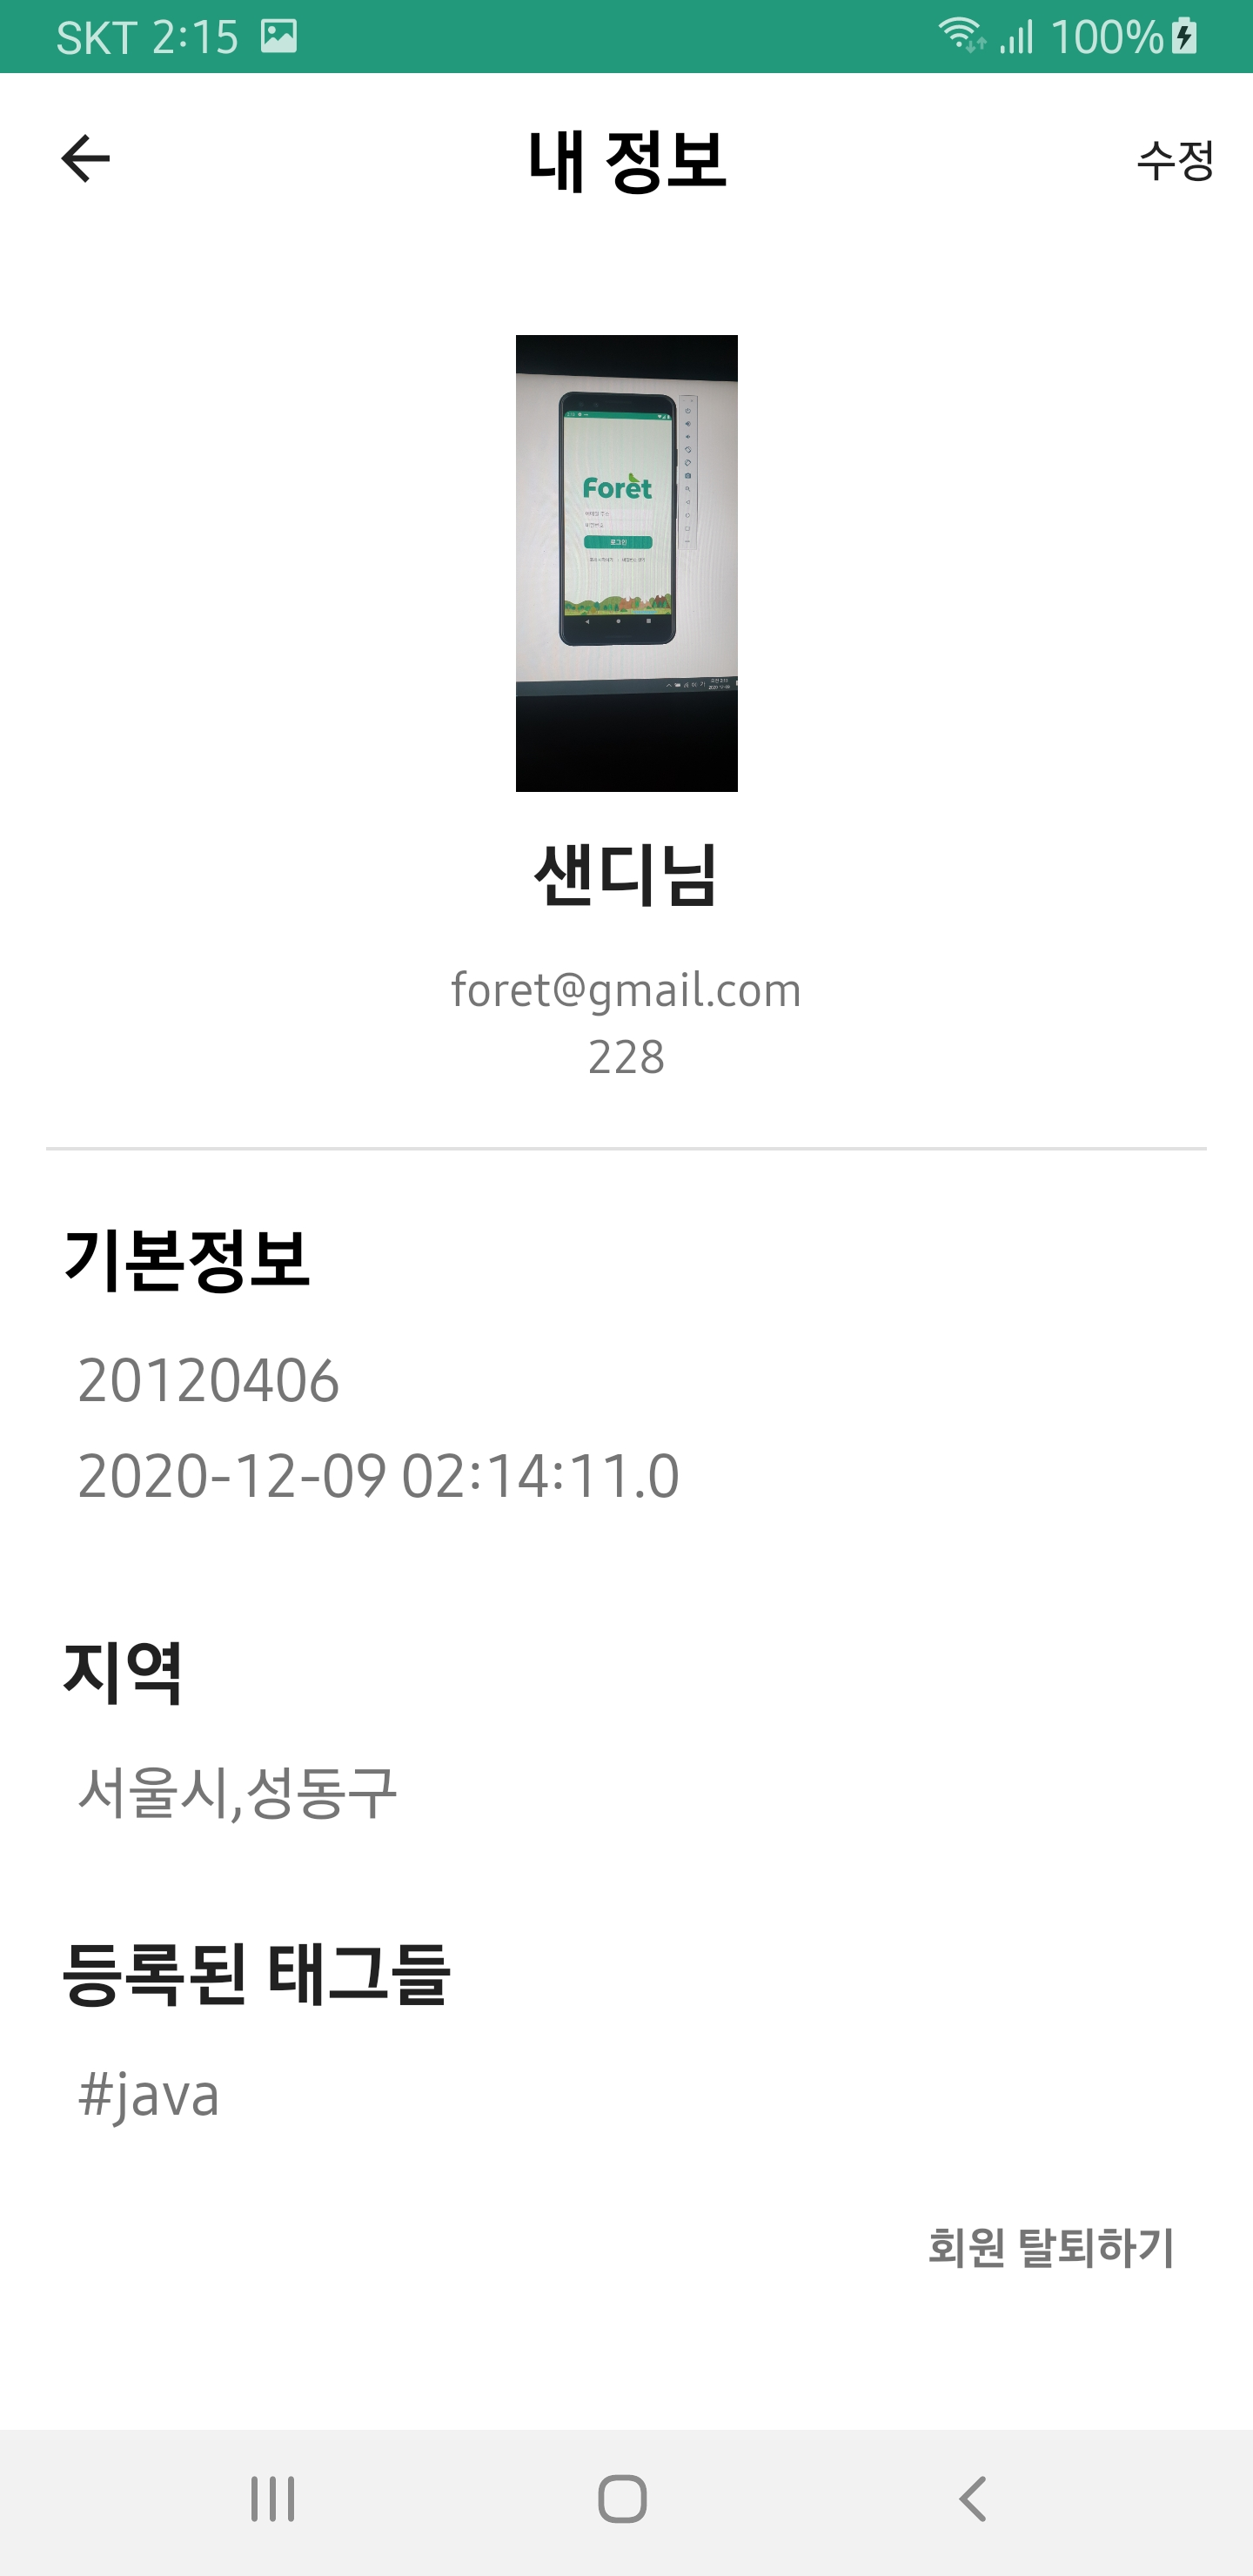 SKT 2:15 100%
내 정보
수정
Foret
로그인
샌디님
foret@gmail.com
228
기본정보
20120406
2020-12-09 02:14:11.0
지역
서울시,성동구
등록된 태그들
#java
회원 탈퇴하기